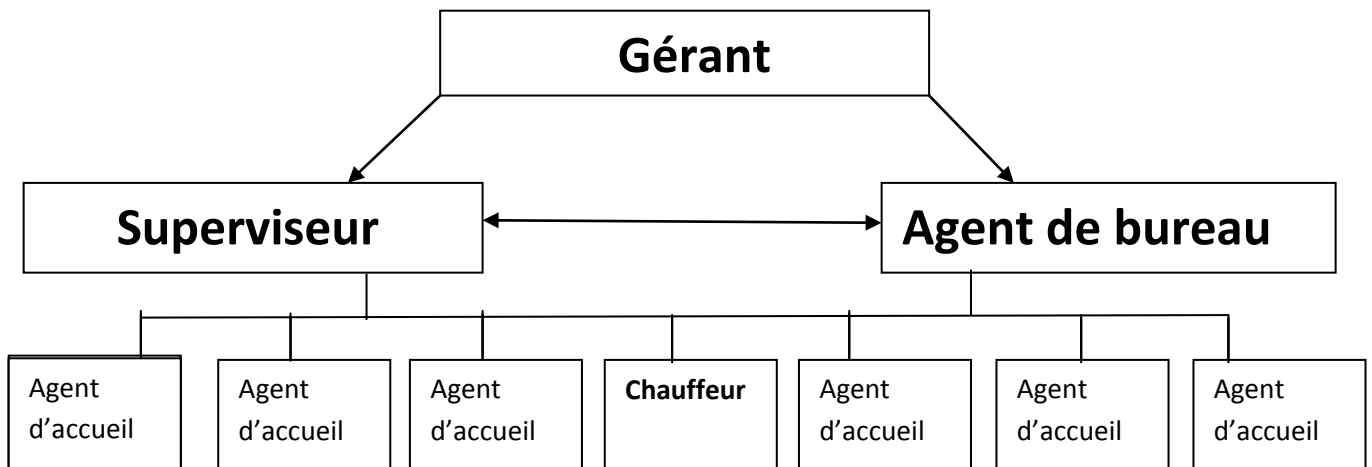 Gérant
Superviseur
Agent de bureau
Agent
d’accueil
Agent
d’accueil
Agent
d’accueil
Chauffeur
Agent
d’accueil
Agent
d’accueil
Agent
d’accueil